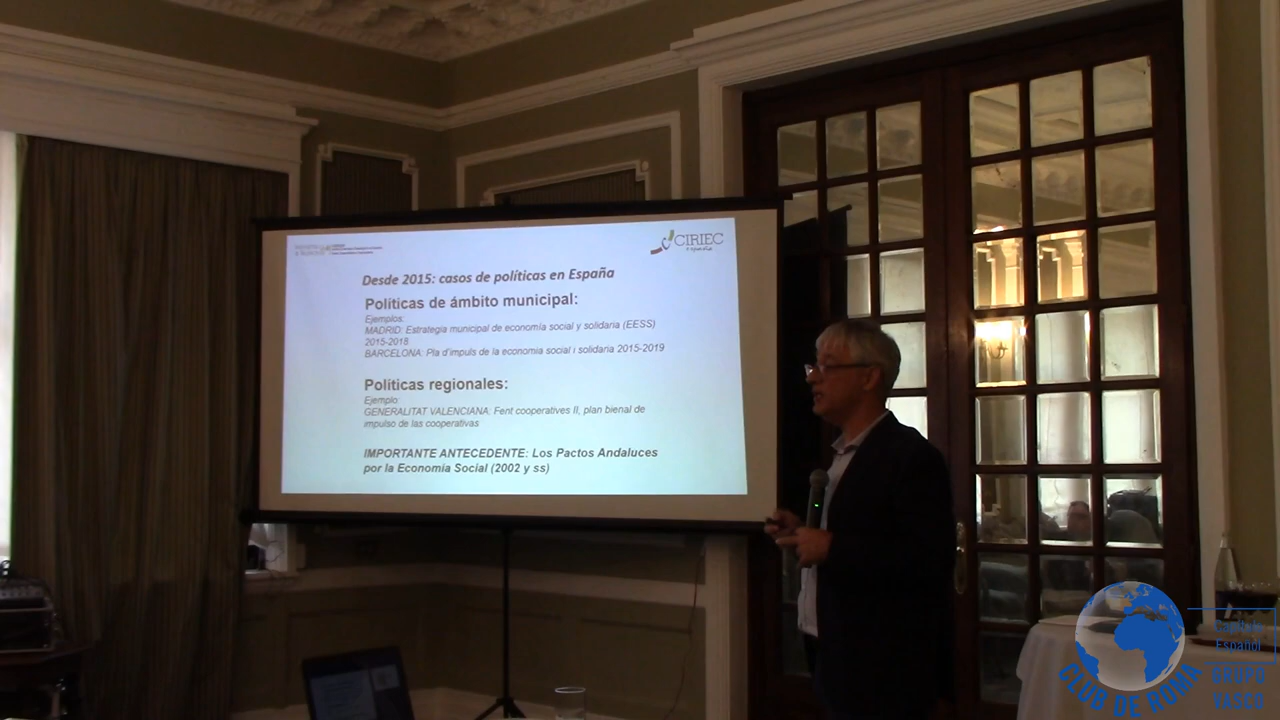 CIRIEC
españa
Desde 2015: casos de políticas en España
Políticas de ámbito municipal:
Ejemplos:
MADRID: Estrategia municipal de economía social y solidaria (EESS)
2015-2018
BARCELONA: Pla d'impuls de la economia social i solidaria 2015-2019
Políticas regionales:
Ejemplo:
GENERALITAT VALENCIANA: Fent cooperatives II, plan bienal de
impulso de las cooperativas
IMPORTANTE ANTECEDENTE: Los Pactos Andaluces
por la Economía Social (2002 y ss)
Capítulo
Español
GRUPO
VASCO
CLUB DE ROMA